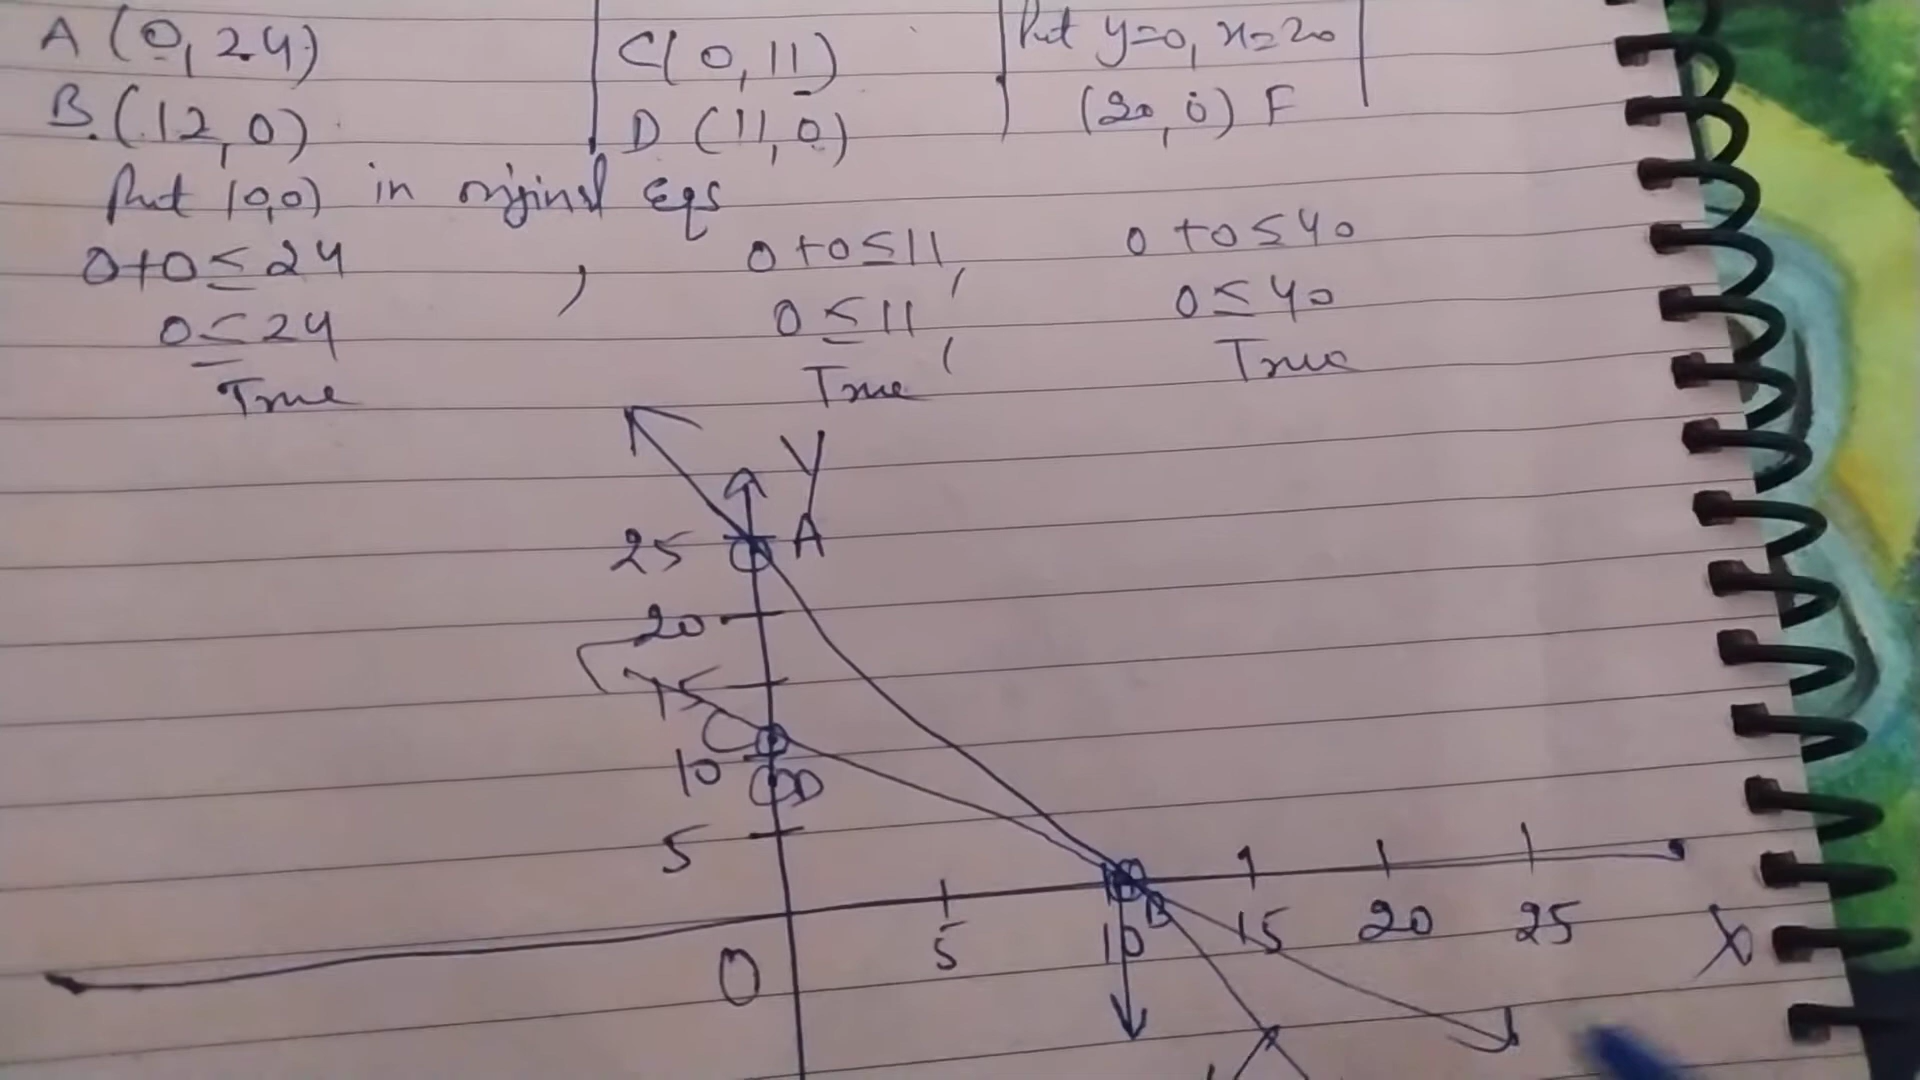 A (0, 24) C(0, 11) Put y=0, x=20
B. (12, 0) D (11, 0) (20, 0) F
Put (0,0) in original Eqs
0+0 ≤ 24 , 0+0 ≤ 11, 0+0 ≤ 40
0 ≤ 24 0 ≤ 11, 0 ≤ 40
True True True
Y
25 A
20
15
C
10 D
5
B
0 5 10 15 20 25 X